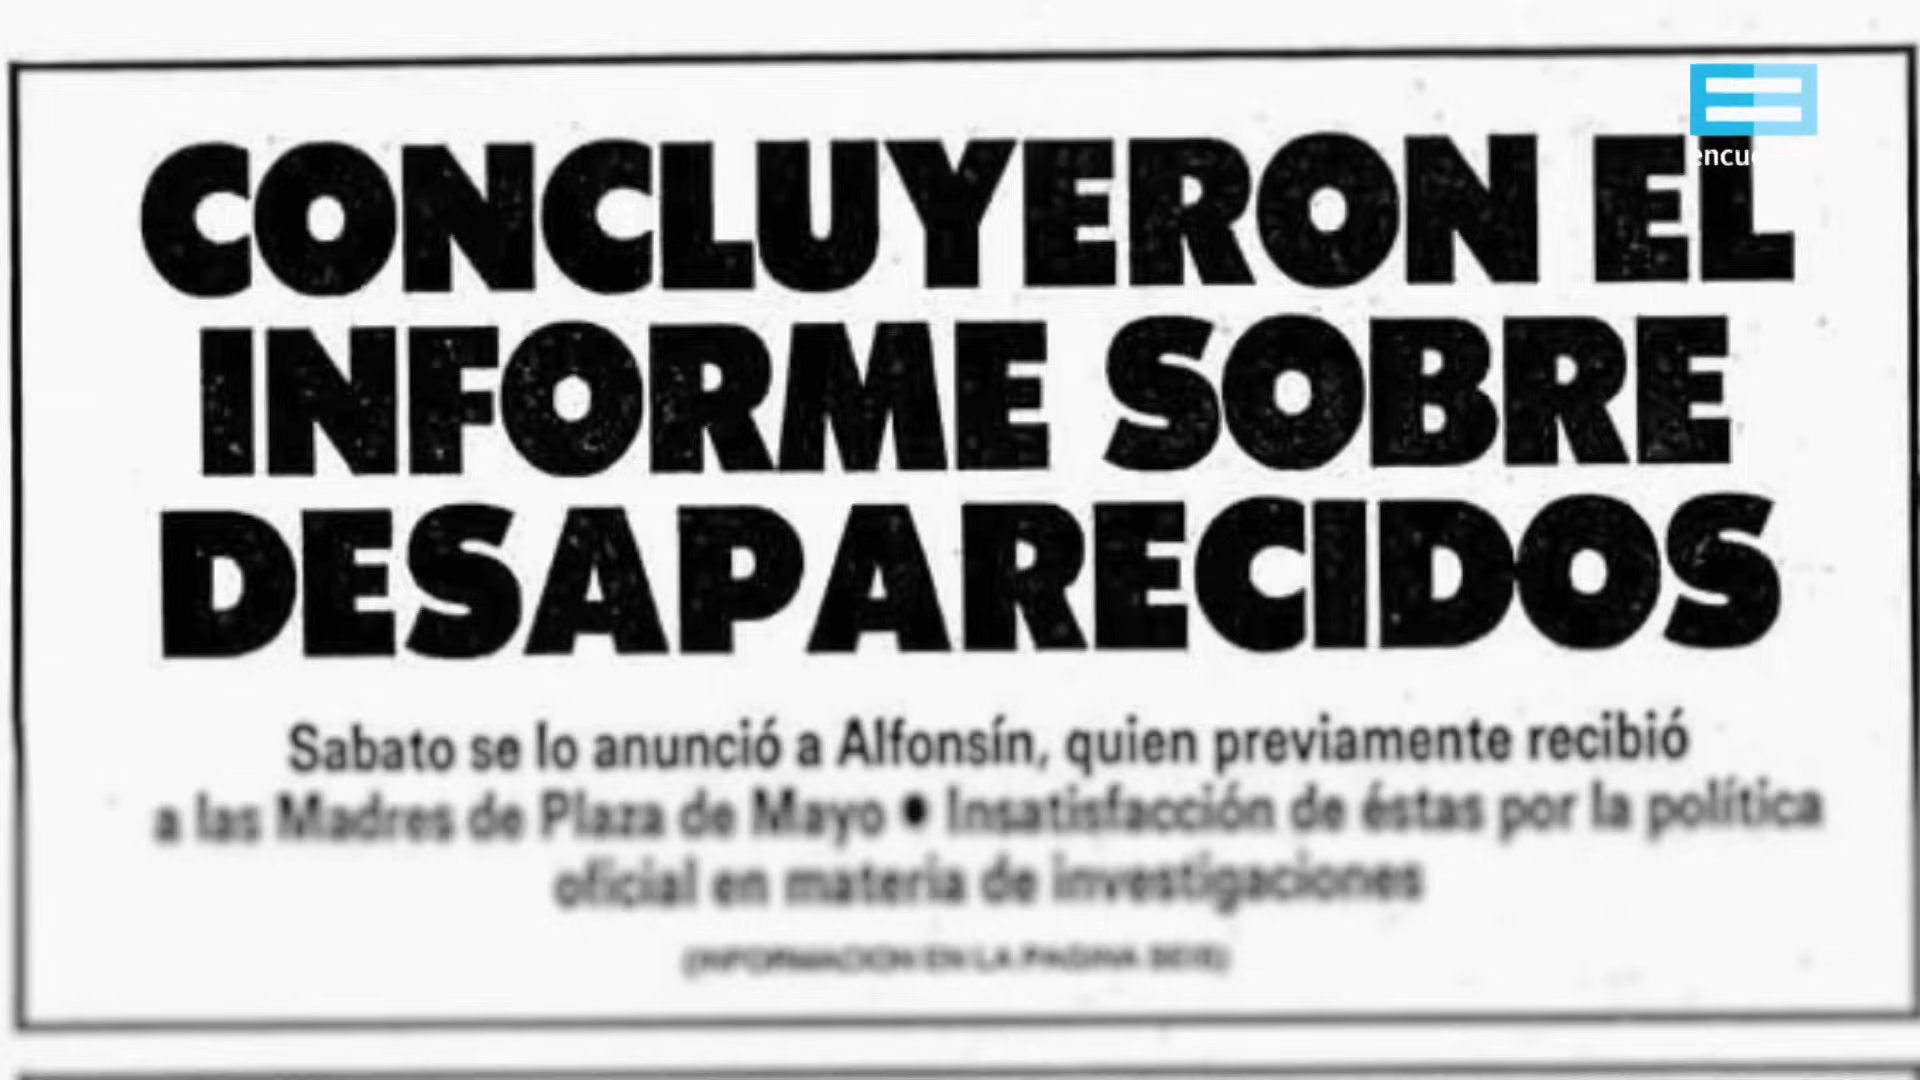 encue
CONCLUYERON EL
INFORME SOBRE
DESAPARECIDOS
Sabato se lo anunció a Alfonsín, quien previamente recibió
a las Madres de Plaza de Mayo • Insatisfacción de éstas por la política
oficial en materia de investigaciones
(INFORMACION EN LA PAGINA SEIS)